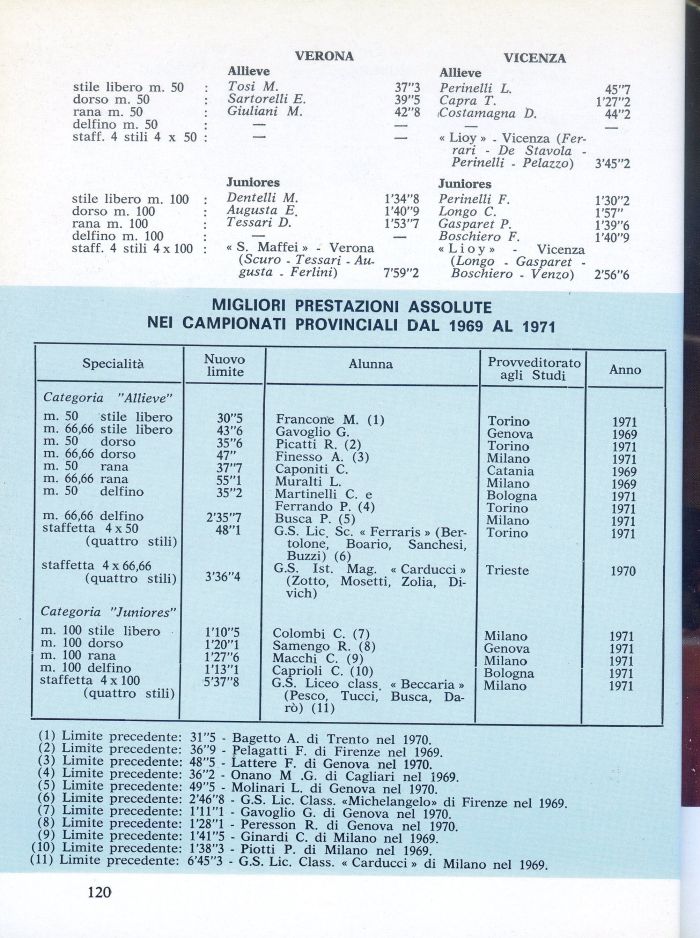 VERONA VICENZA
Allieve Allieve
stile libero m. 50 : Tosi M. 37"3 Perinelli L. 45"7
dorso m. 50 : Sartorelli E. 39"5 Capra T. 1'27"2
rana m. 50 : Giuliani M. 42"8 Costamagna D. 44"2
delfino m. 50 : — — — —
staff. 4 stili 4 x 50 : — — « Lioy » - Vicenza (Fer-
rari - De Stavola -
Perinelli - Pelazzo) 3'45"2
Juniores Juniores
stile libero m. 100 : Dentelli M. 1'34"8 Perinelli F. 1'30"2
dorso m. 100 : Augusta E. 1'40"9 Longo C. 1'57"
rana m. 100 : Tessari D. 1'53"7 Gasparet P. 1'39"6
delfino m. 100 : — — Boschiero F. 1'40"9
staff. 4 stili 4 x 100 : « S. Maffei » - Verona « Lioy » - Vicenza
(Scuro - Tessari - Au- (Longo - Gasparet -
gusta - Ferlini) 7'59"2 Boschiero - Venzo) 2'56"6
MIGLIORI PRESTAZIONI ASSOLUTE
NEI CAMPIONATI PROVINCIALI DAL 1969 AL 1971
Specialità Nuovo limite Alunna Provveditorato agli Studi Anno
Categoria "Allieve"
m. 50 stile libero 30"5 Francone M. (1) Torino 1971
m. 66,66 stile libero 43"6 Gavoglio G. Genova 1969
m. 50 dorso 35"6 Picatti R. (2) Torino 1971
m. 66,66 dorso 47" Finesso A. (3) Milano 1971
m. 50 rana 37"7 Caponiti C. Catania 1969
m. 66,66 rana 55"1 Muralti L. Milano 1969
m. 50 delfino 35"2 Martinelli C. e Bologna 1971
Ferrando P. (4) Torino 1971
m. 66,66 delfino 2'35"7 Busca P. (5) Milano 1971
staffetta 4 x 50 48"1 G.S. Lic. Sc. « Ferraris » (Ber- Torino 1971
(quattro stili) tolone, Boario, Sanchesi,
Buzzi) (6)
staffetta 4 x 66,66 G.S. Ist. Mag. « Carducci » Trieste 1970
(quattro stili) 3'36"4 (Zotto, Mosetti, Zolia, Di-
vich)
Categoria "Juniores"
m. 100 stile libero 1'10"5 Colombi C. (7) Milano 1971
m. 100 dorso 1'20"1 Samengo R. (8) Genova 1971
m. 100 rana 1'27"6 Macchi C. (9) Milano 1971
m. 100 delfino 1'13"1 Caprioli C. (10) Bologna 1971
staffetta 4 x 100 5'37"8 G.S. Liceo class. « Beccaria » Milano 1971
(quattro stili) (Pesco, Tucci, Busca, Da-
rò) (11)
(1) Limite precedente: 31"5 - Bagetto A. di Trento nel 1970.
(2) Limite precedente: 36"9 - Pelagatti F. di Firenze nel 1969.
(3) Limite precedente: 48"5 - Lattere F. di Genova nel 1970.
(4) Limite precedente: 36"2 - Onano M .G. di Cagliari nel 1969.
(5) Limite precedente: 49"5 - Molinari L. di Genova nel 1970.
(6) Limite precedente: 2'46"8 - G.S. Lic. Class. «Michelangelo» di Firenze nel 1969.
(7) Limite precedente: 1'11"1 - Gavoglio G. di Genova nel 1970.
(8) Limite precedente: 1'28"1 - Peresson R. di Genova nel 1970.
(9) Limite precedente: 1'41"5 - Ginardi C. di Milano nel 1969.
(10) Limite precedente: 1'38"3 - Piotti P. di Milano nel 1969.
(11) Limite precedente: 6'45"3 - G.S. Lic. Class. « Carducci » di Milano nel 1969.
120